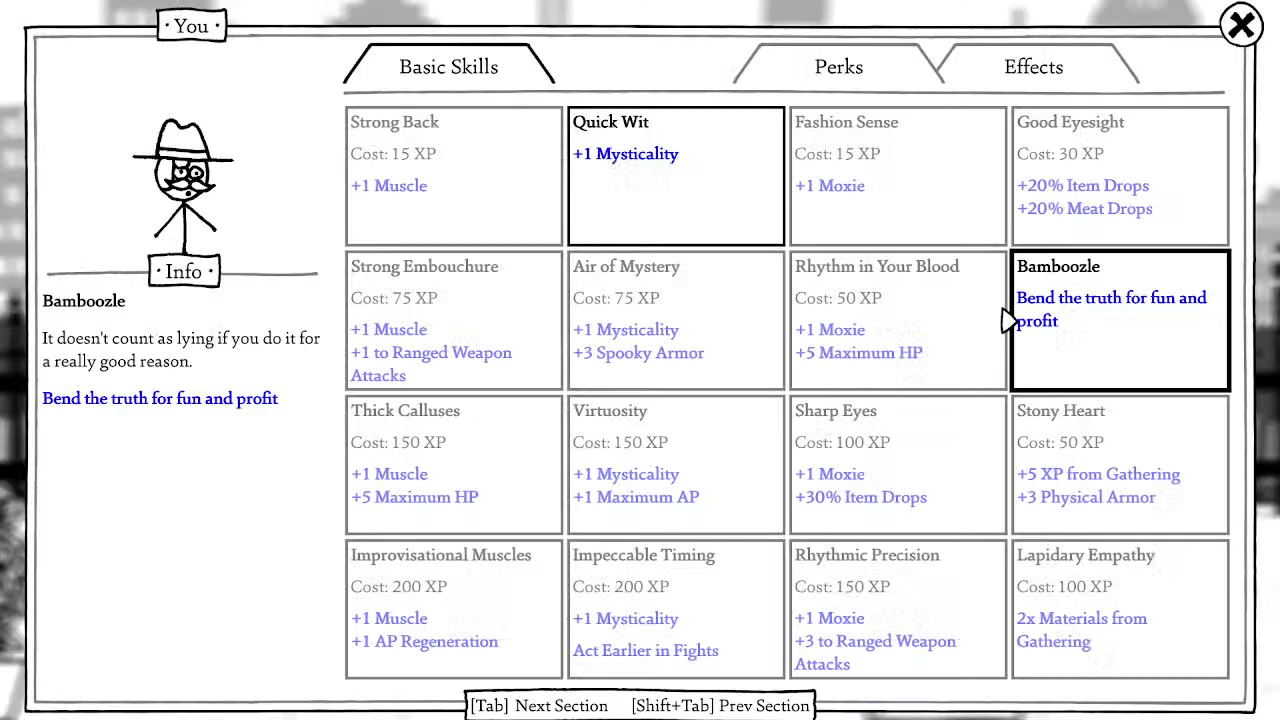 · You ·
Basic Skills
Perks
Effects
Strong Back
Cost: 15 XP
+1 Muscle
Quick Wit
+1 Mysticality
Fashion Sense
Cost: 15 XP
+1 Moxie
Good Eyesight
Cost: 30 XP
+20% Item Drops
+20% Meat Drops
· Info ·
Bamboozle
It doesn't count as lying if you do it for
a really good reason.
Bend the truth for fun and profit
Strong Embouchure
Cost: 75 XP
+1 Muscle
+1 to Ranged Weapon
Attacks
Air of Mystery
Cost: 75 XP
+1 Mysticality
+3 Spooky Armor
Rhythm in Your Blood
Cost: 50 XP
+1 Moxie
+5 Maximum HP
Bamboozle
Bend the truth for fun and
profit
Thick Calluses
Cost: 150 XP
+1 Muscle
+5 Maximum HP
Virtuosity
Cost: 150 XP
+1 Mysticality
+1 Maximum AP
Sharp Eyes
Cost: 100 XP
+1 Moxie
+30% Item Drops
Stony Heart
Cost: 50 XP
+5 XP from Gathering
+3 Physical Armor
Improvisational Muscles
Cost: 200 XP
+1 Muscle
+1 AP Regeneration
Impeccable Timing
Cost: 200 XP
+1 Mysticality
Act Earlier in Fights
Rhythmic Precision
Cost: 150 XP
+1 Moxie
+3 to Ranged Weapon
Attacks
Lapidary Empathy
Cost: 100 XP
2x Materials from
Gathering
[Tab] Next Section [Shift+Tab] Prev Section